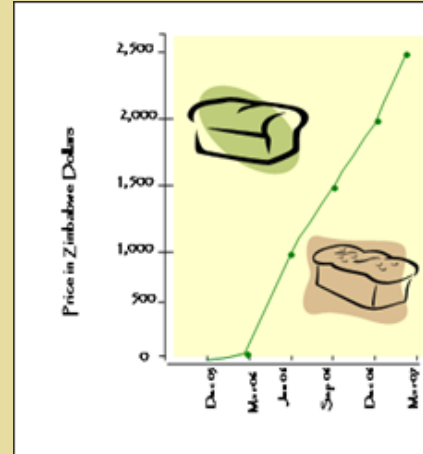 2,500
2,000
1,500
1,000
500
0
Price in Zimbabwe Dollars
Dec 05
Mar 06
Jun 06
Sep 06
Dec 06
Mar 07